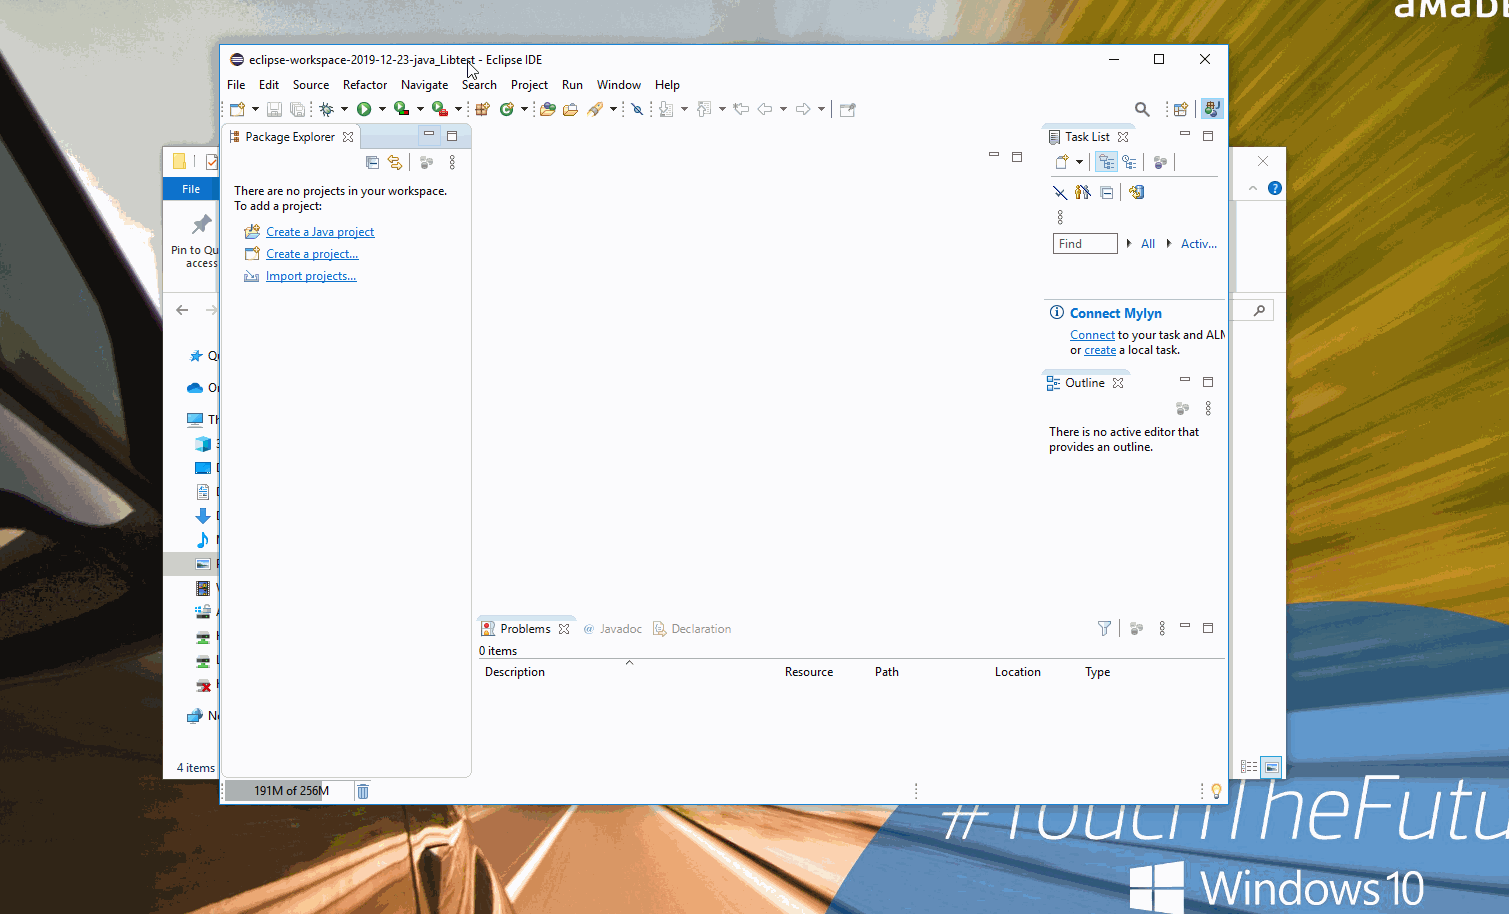 aMaDE
eclipse-workspace-2019-12-23-java_Libtest - Eclipse IDE
File Edit Source Refactor Navigate Search Project Run Window Help
Package Explorer
Task List
File
There are no projects in your workspace.
To add a project:
Create a Java project
Create a project...
Import projects...
Pin to Qu
access
Find All Activ...
Connect Mylyn
Connect to your task and ALM
or create a local task.
Outline
There is no active editor that
provides an outline.
Problems @ Javadoc Declaration
0 items
Description Resource Path Location Type
4 items
191M of 256M
#TouchTheFutu
Windows 10